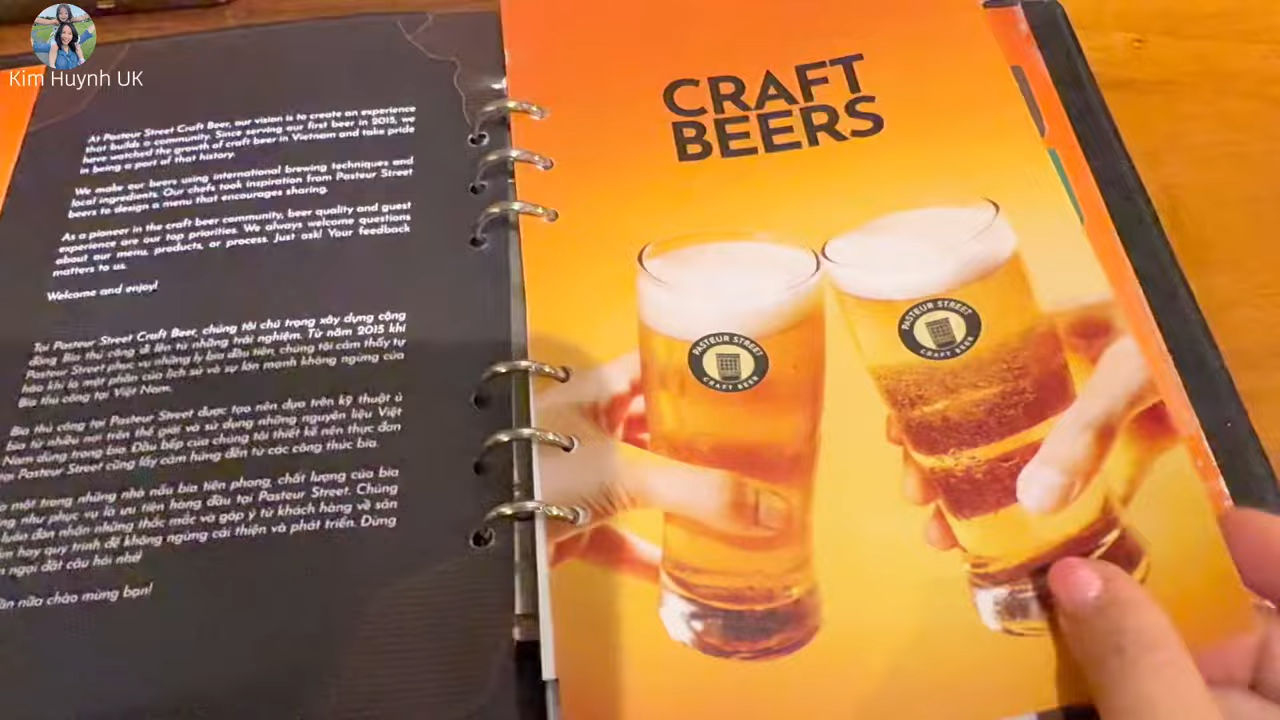 Kim Huynh UK
At Pasteur Street Craft Beer, our vision is to create an experience
that builds a community. Since serving our first beer in 2015, we
have watched the growth of craft beer in Vietnam and take pride
in being a part of that history.
We make our beers using international brewing techniques and
local ingredients. Our chefs took inspiration from Pasteur Street
beers to design a menu that encourages sharing.
As a pioneer in the craft beer community, beer quality and guest
experience are our top priorities. We always welcome questions
about our menu, products, or process. Just ask! Your feedback
matters to us.
Welcome and enjoy!
Tại Pasteur Street Craft Beer, chúng tôi chú trọng xây dựng cộng
đồng Bia thủ công đi lên từ những trải nghiệm. Từ năm 2015 khi
Pasteur Street phục vụ những ly bia đầu tiên, chúng tôi cảm thấy tự
hào khi là một phần của lịch sử và sự lớn mạnh không ngừng của
Bia thủ công tại Việt Nam.
Bia thủ công tại Pasteur Street được tạo nên dựa trên kỹ thuật ủ
bia từ nhiều nơi trên thế giới và sử dụng những nguyên liệu Việt
Nam dùng trong bia. Đầu bếp của chúng tôi thiết kế nên thực đơn
tại Pasteur Street cũng lấy cảm hứng đến từ các công thức bia.
một trong những nhà nấu bia tiên phong, chất lượng của bia
như phục vụ là ưu tiên hàng đầu tại Pasteur Street. Chúng
luôn đón nhận những thắc mắc và góp ý từ khách hàng về sản
hay quy trình để không ngừng cải thiện và phát triển. Đừng
ngại đặt câu hỏi nhé!
nữa chào mừng bạn!
CRAFT
BEERS
PASTEUR STREET
CRAFT BEER
PASTEUR STREET
CRAFT BEER